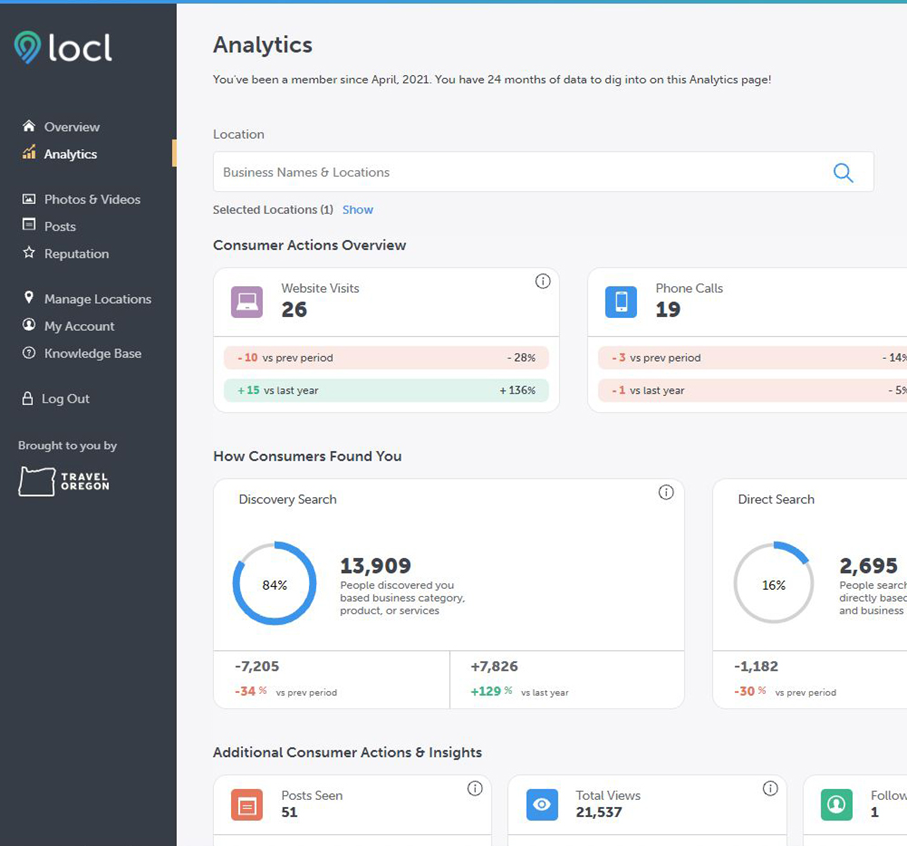 locl
Overview
Analytics
Photos & Videos
Posts
Reputation
Manage Locations
My Account
Knowledge Base
Log Out
Brought to you by
TRAVEL
OREGON
Analytics
You've been a member since April, 2021. You have 24 months of data to dig into on this Analytics page!
Location
Business Names & Locations
Selected Locations (1) Show
Consumer Actions Overview
Website Visits
26
- 10 vs prev period - 28%
+ 15 vs last year + 136%
Phone Calls
19
- 3 vs prev period - 14%
- 1 vs last year - 5%
How Consumers Found You
Discovery Search
84%
13,909
People discovered you
based business category,
product, or services
-7,205
-34 % vs prev period
+7,826
+129 % vs last year
Direct Search
16%
2,695
People search
directly based
and business
-1,182
-30 % vs prev period
Additional Consumer Actions & Insights
Posts Seen
51
Total Views
21,537
Follow
1